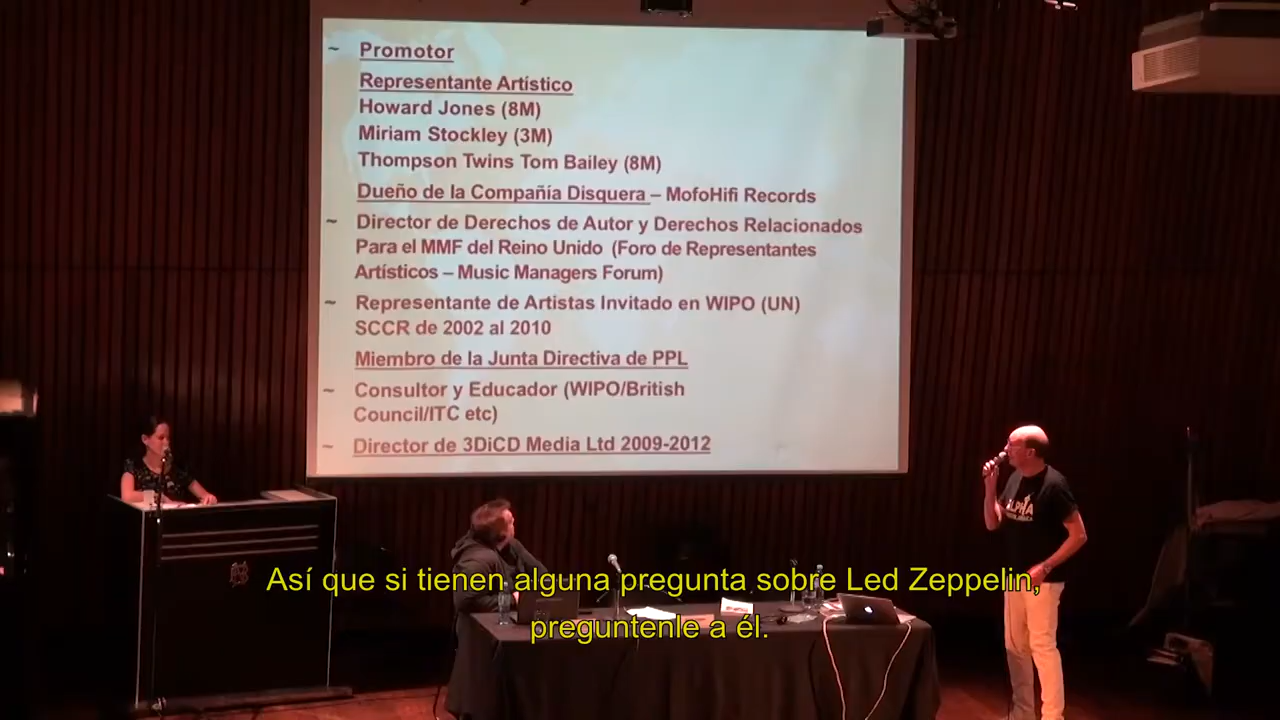 ~ Promotor
Representante Artístico
Howard Jones (8M)
Miriam Stockley (3M)
Thompson Twins Tom Bailey (8M)
Dueño de la Compañía Disquera – MofoHifi Records
~ Director de Derechos de Autor y Derechos Relacionados
Para el MMF del Reino Unido (Foro de Representantes
Artísticos – Music Managers Forum)
~ Representante de Artistas Invitado en WIPO (UN)
SCCR de 2002 al 2010
Miembro de la Junta Directiva de PPL
~ Consultor y Educador (WIPO/British
Council/ITC etc)
~ Director de 3DiCD Media Ltd 2009-2012
Así que si tienen alguna pregunta sobre Led Zeppelin,
preguntenle a él.